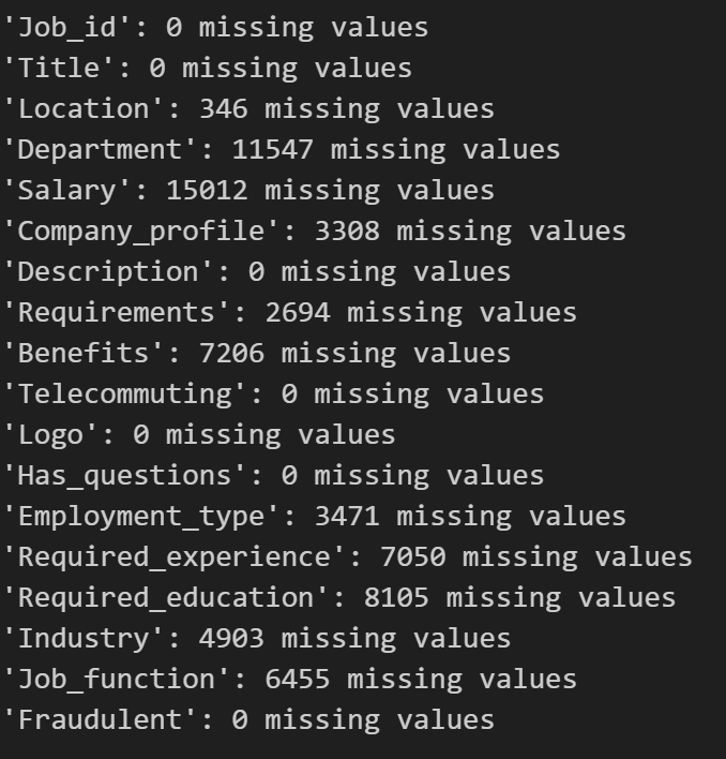 'Job_id': 0 missing values
'Title': 0 missing values
'Location': 346 missing values
'Department': 11547 missing values
'Salary': 15012 missing values
'Company_profile': 3308 missing values
'Description': 0 missing values
'Requirements': 2694 missing values
'Benefits': 7206 missing values
'Telecommuting': 0 missing values
'Logo': 0 missing values
'Has_questions': 0 missing values
'Employment_type': 3471 missing values
'Required_experience': 7050 missing values
'Required_education': 8105 missing values
'Industry': 4903 missing values
'Job_function': 6455 missing values
'Fraudulent': 0 missing values